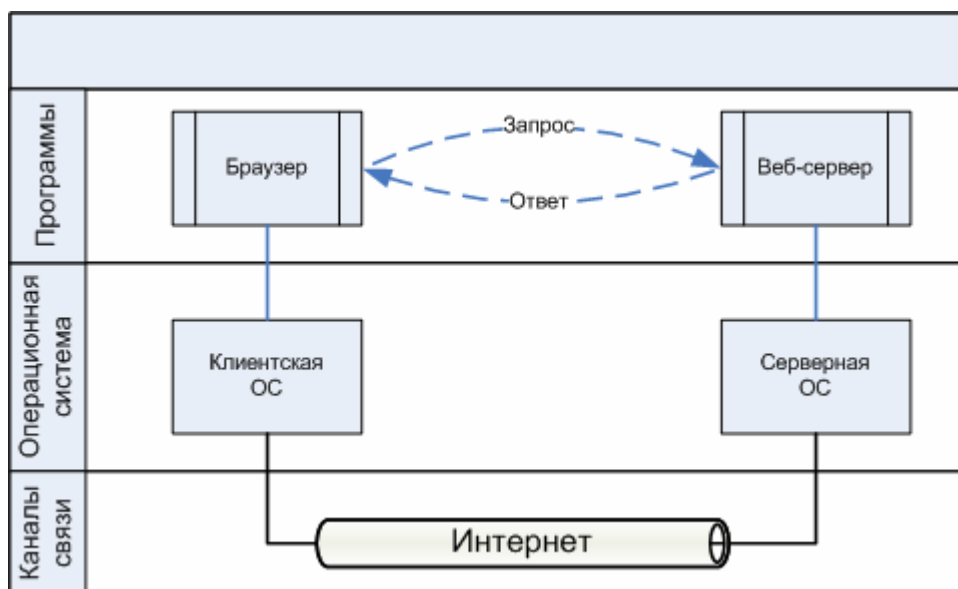 Программы
Браузер
Запрос
Ответ
Веб-сервер
Операционная
система
Клиентская
ОС
Серверная
ОС
Каналы
связи
Интернет